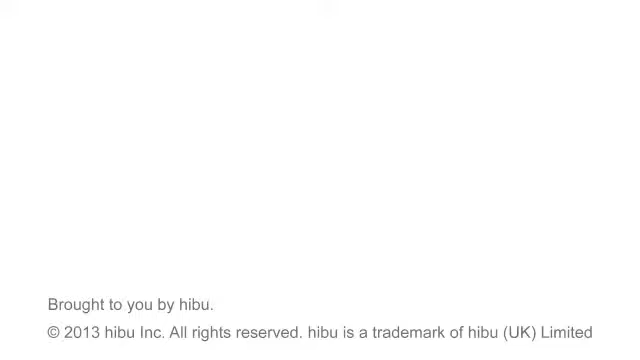 Brought to you by hibu.
© 2013 hibu Inc. All rights reserved. hibu is a trademark of hibu (UK) Limited